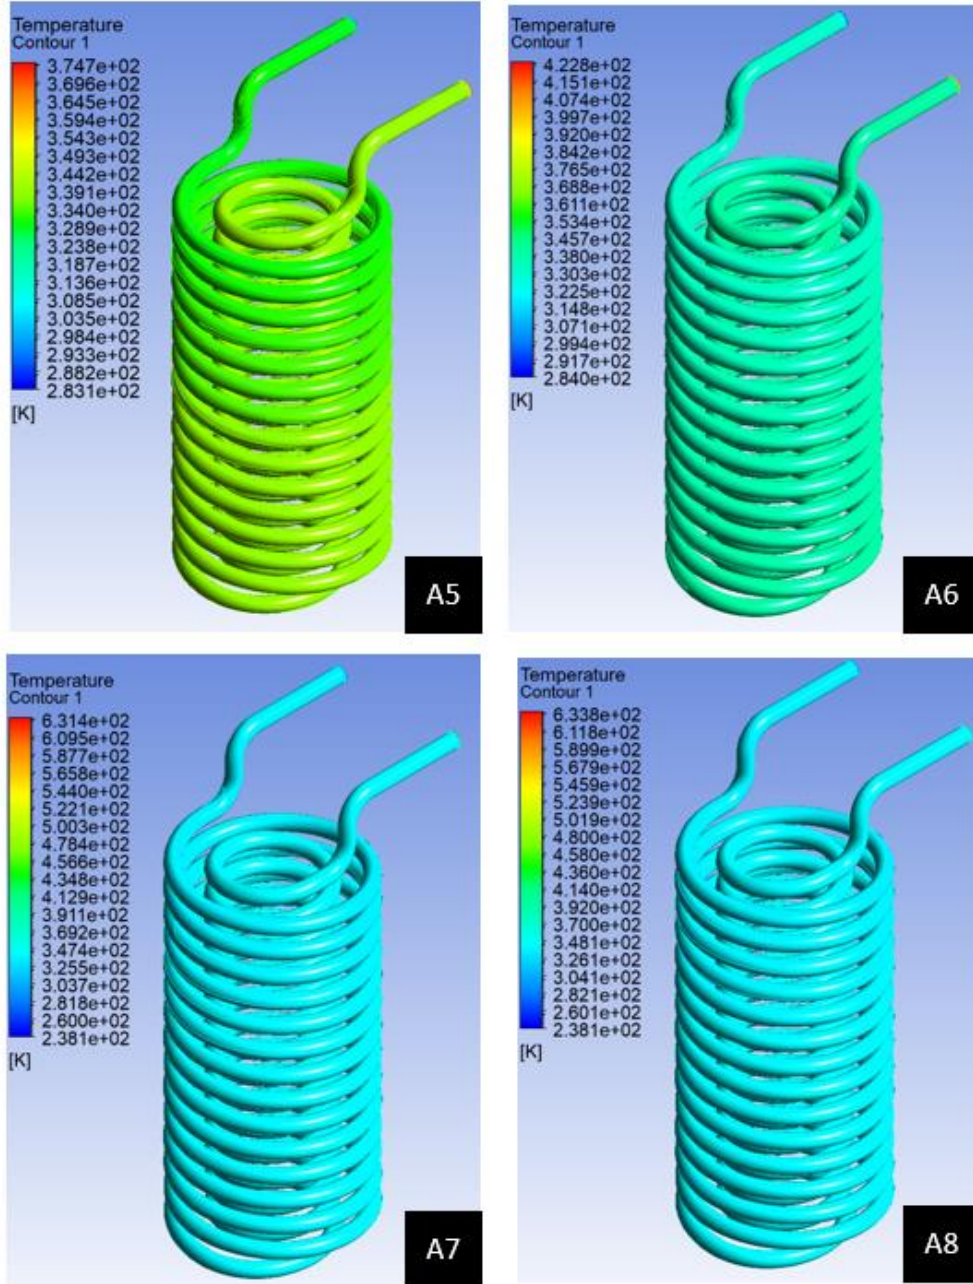 Temperature
Contour 1
3.747e+02
3.696e+02
3.645e+02
3.594e+02
3.543e+02
3.493e+02
3.442e+02
3.391e+02
3.340e+02
3.289e+02
3.238e+02
3.187e+02
3.136e+02
3.085e+02
3.035e+02
2.984e+02
2.933e+02
2.882e+02
2.831e+02
[K]
A5
Temperature
Contour 1
4.228e+02
4.151e+02
4.074e+02
3.997e+02
3.920e+02
3.842e+02
3.765e+02
3.688e+02
3.611e+02
3.534e+02
3.457e+02
3.380e+02
3.303e+02
3.225e+02
3.148e+02
3.071e+02
2.994e+02
2.917e+02
2.840e+02
[K]
A6
Temperature
Contour 1
6.314e+02
6.095e+02
5.877e+02
5.658e+02
5.440e+02
5.221e+02
5.003e+02
4.784e+02
4.566e+02
4.348e+02
4.129e+02
3.911e+02
3.692e+02
3.474e+02
3.255e+02
3.037e+02
2.818e+02
2.600e+02
2.381e+02
[K]
A7
Temperature
Contour 1
6.338e+02
6.118e+02
5.899e+02
5.679e+02
5.459e+02
5.239e+02
5.019e+02
4.800e+02
4.580e+02
4.360e+02
4.140e+02
3.920e+02
3.700e+02
3.481e+02
3.261e+02
3.041e+02
2.821e+02
2.601e+02
2.381e+02
[K]
A8